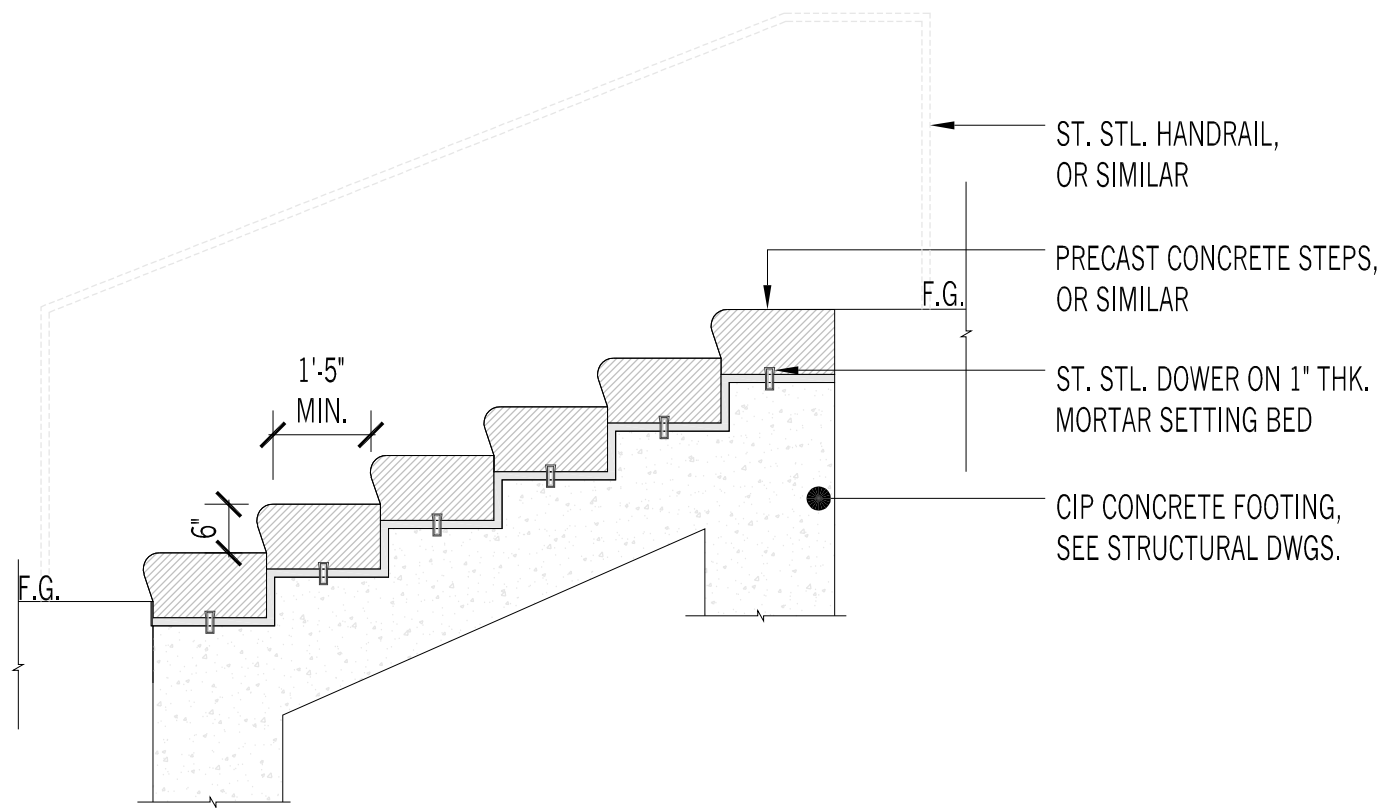 ST. STL. HANDRAIL,
OR SIMILAR
PRECAST CONCRETE STEPS,
OR SIMILAR
F.G.
1'-5"
MIN.
ST. STL. DOWER ON 1" THK.
MORTAR SETTING BED
6"
CIP CONCRETE FOOTING,
SEE STRUCTURAL DWGS.
F.G.